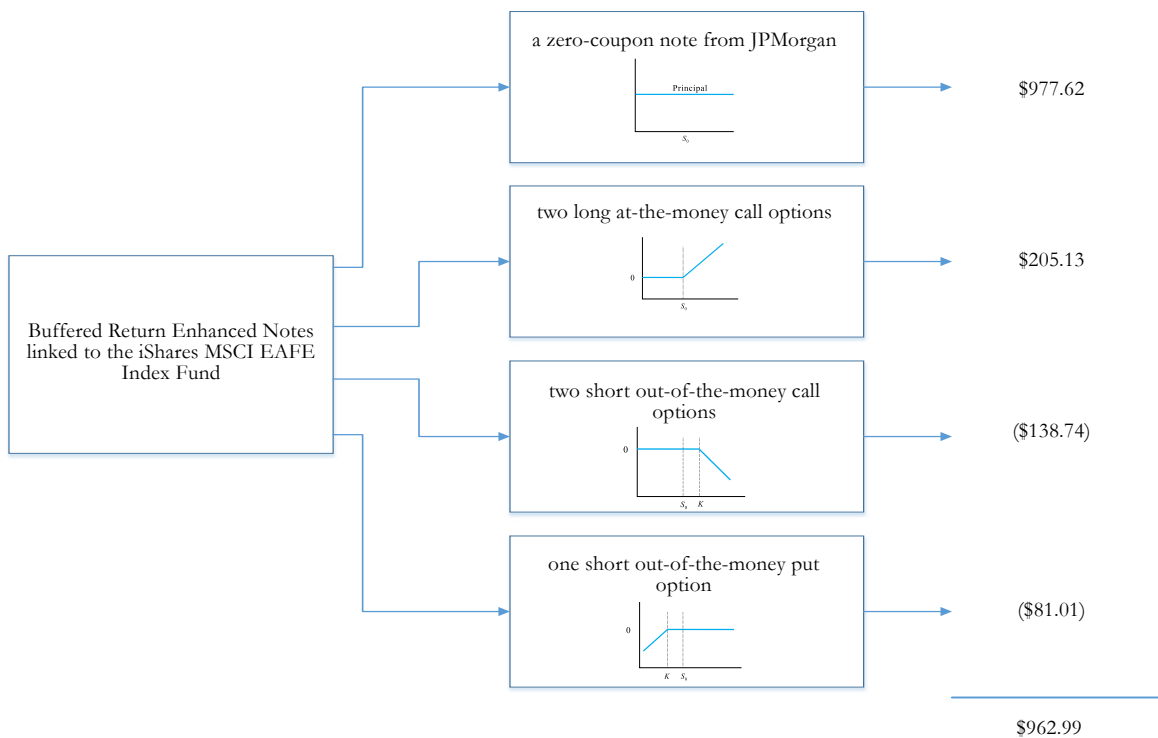 a zero-coupon note from JPMorgan
Principal
S₀
$977.62
two long at-the-money call options
0
S₀
$205.13
Buffered Return Enhanced Notes
linked to the iShares MSCI EAFE
Index Fund
two short out-of-the-money call
options
0
S₀ K
($138.74)
one short out-of-the-money put
option
0
K S₀
($81.01)
$962.99